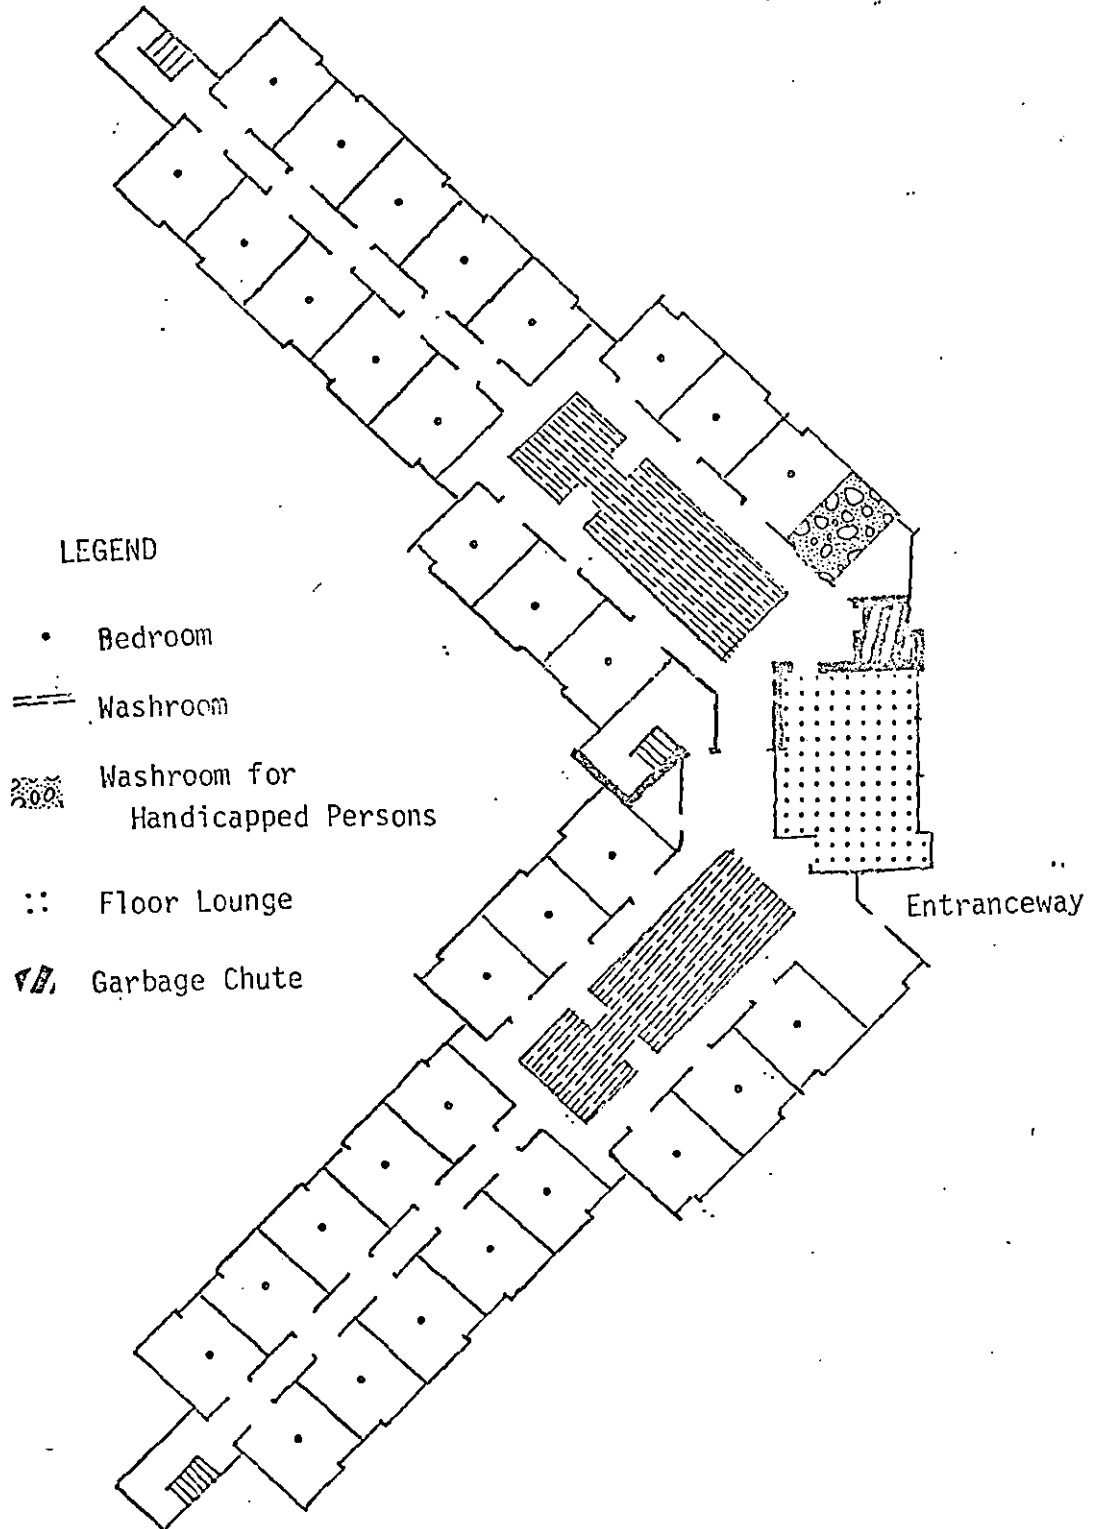 LEGEND
Bedroom
Washroom
Washroom for
Handicapped Persons
Floor Lounge
Garbage Chute
Entranceway